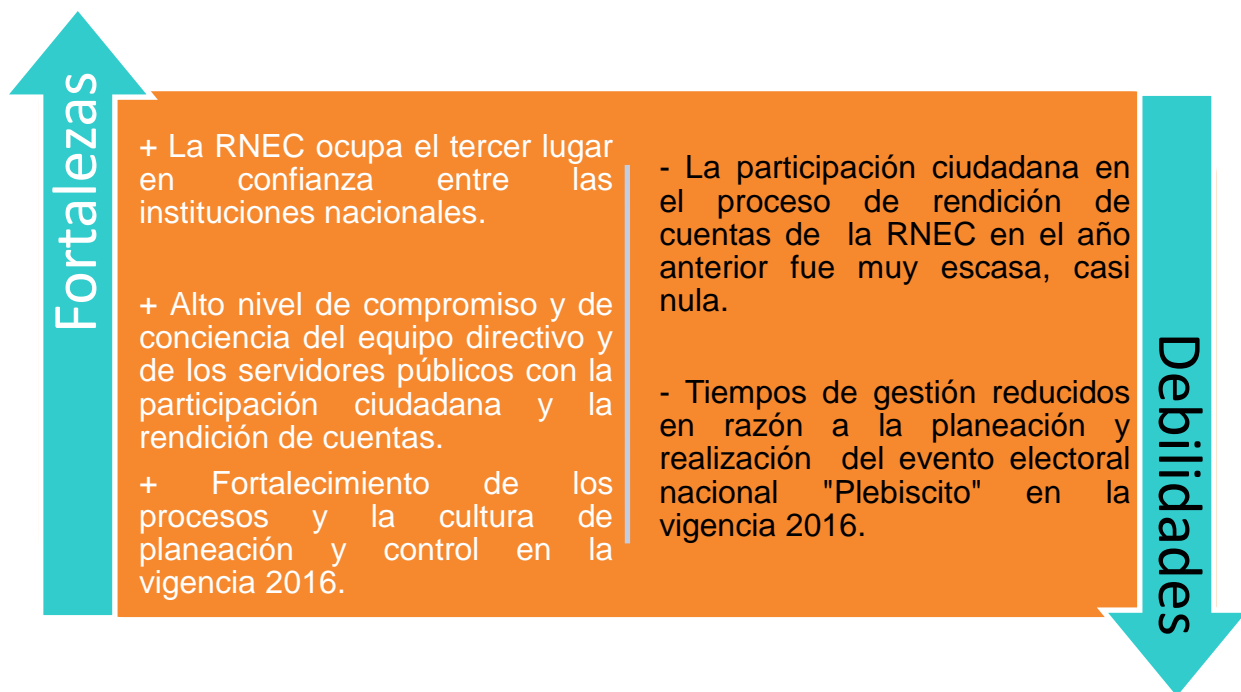 Fortalezas
+ La RNEC ocupa el tercer lugar
en confianza entre las
instituciones nacionales.
+ Alto nivel de compromiso y de
conciencia del equipo directivo y
de los servidores públicos con la
participación ciudadana y la
rendición de cuentas.
+ Fortalecimiento de los
procesos y la cultura de
planeación y control en la
vigencia 2016.
- La participación ciudadana en
el proceso de rendición de
cuentas de la RNEC en el año
anterior fue muy escasa, casi
nula.
- Tiempos de gestión reducidos
en razón a la planeación y
realización del evento electoral
nacional "Plebiscito" en la
vigencia 2016.
Debilidades